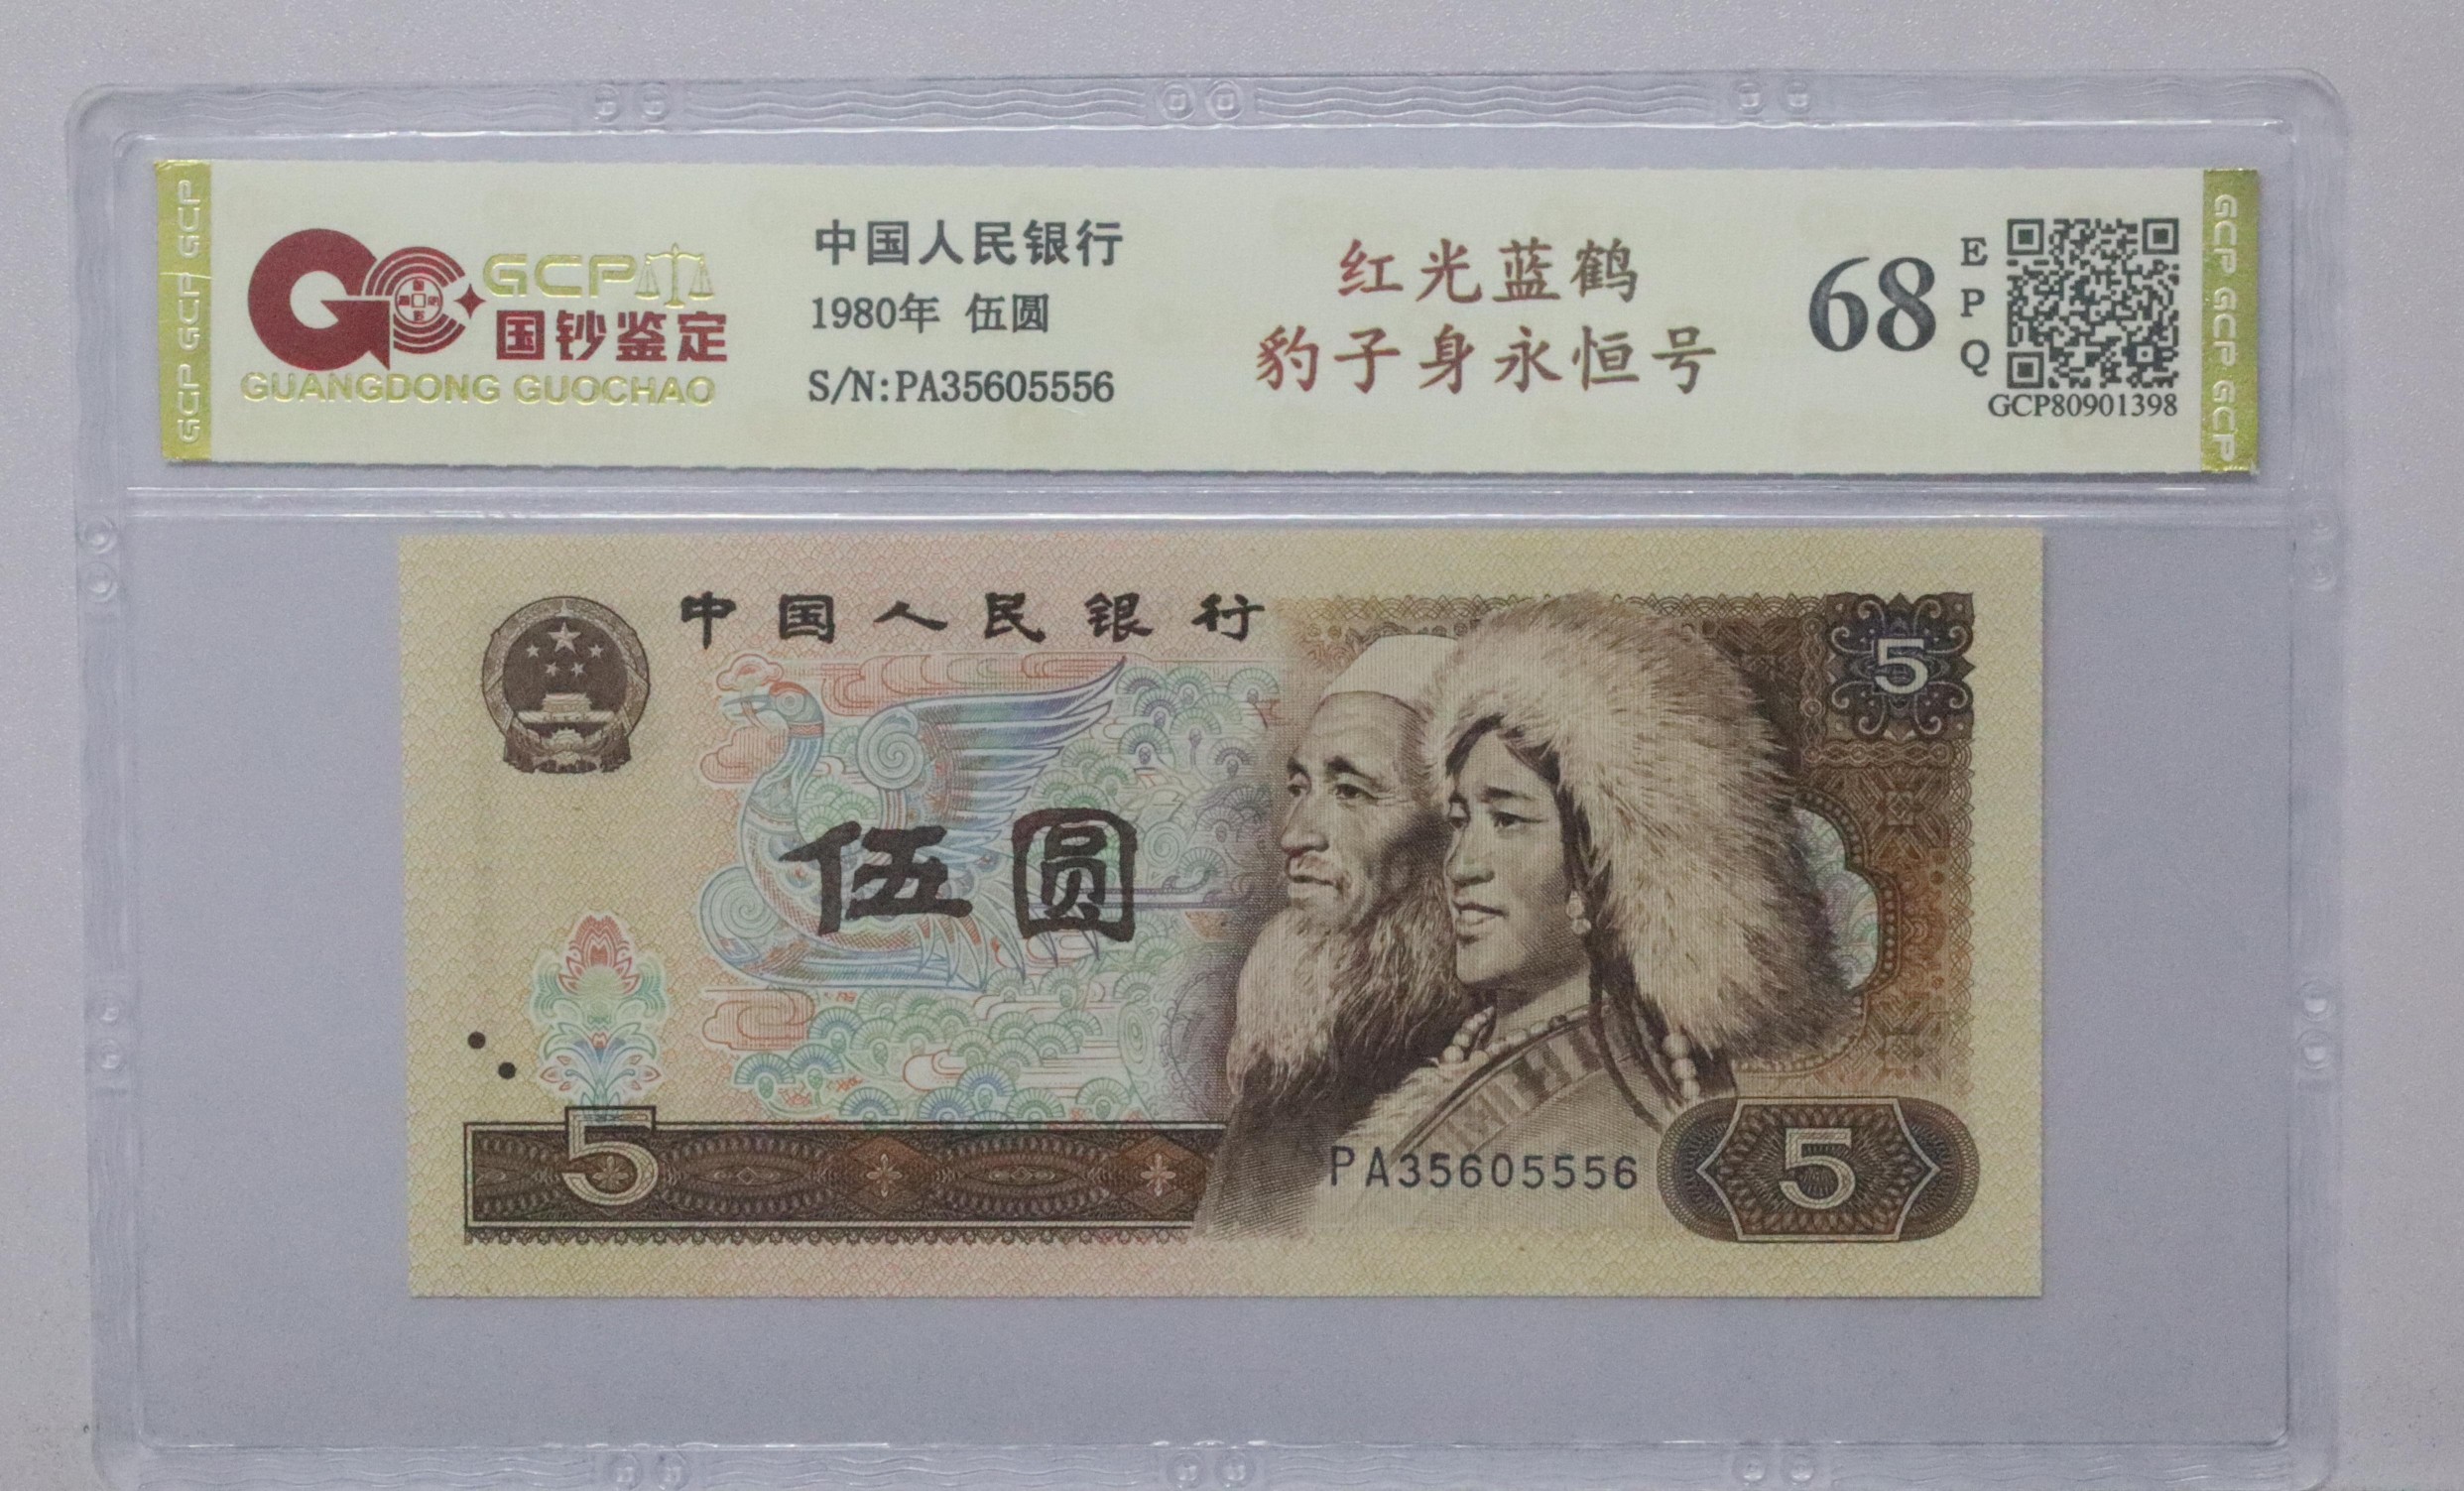 GCP GCP GCP
GCP
国钞鉴定
GUANGDONG GUOCHAO
中国人民银行
1980年 伍圆
S/N:PA35605556
红光蓝鹤
豹子身永恒号
68
EPQ
GCP80901398
GCP GCP GCP
中国人民银行
5
伍圆
5
PA35605556
5